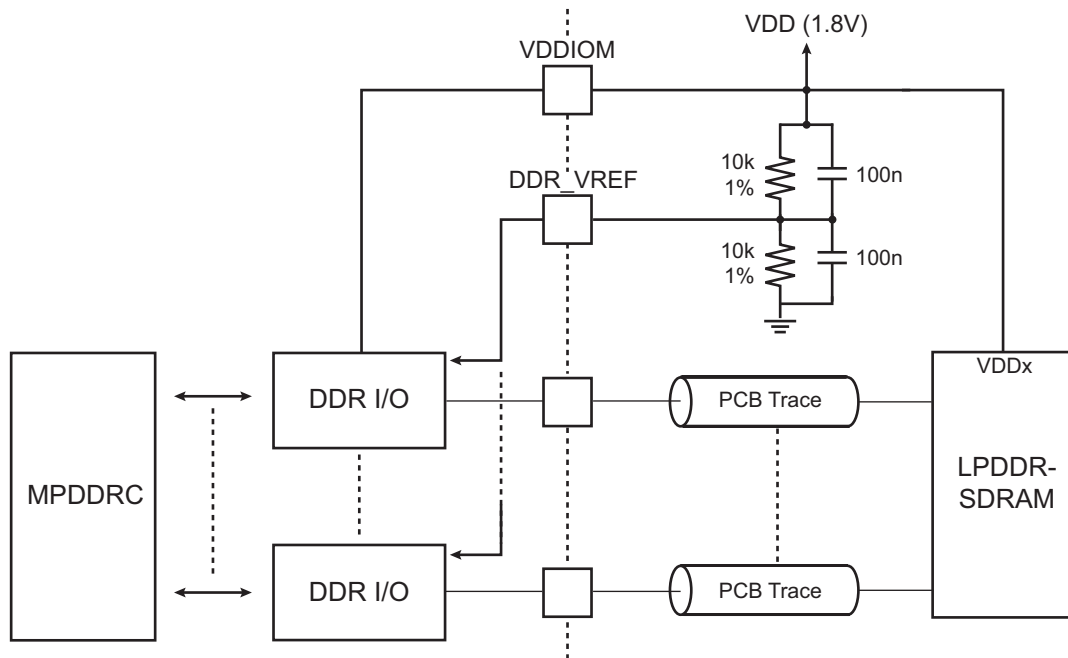 VDD (1.8V)
VDDIOM
10k
1%
100n
DDR_VREF
10k
1%
100n
VDDx
DDR I/O
PCB Trace
MPDDRC
LPDDR-
SDRAM
DDR I/O
PCB Trace